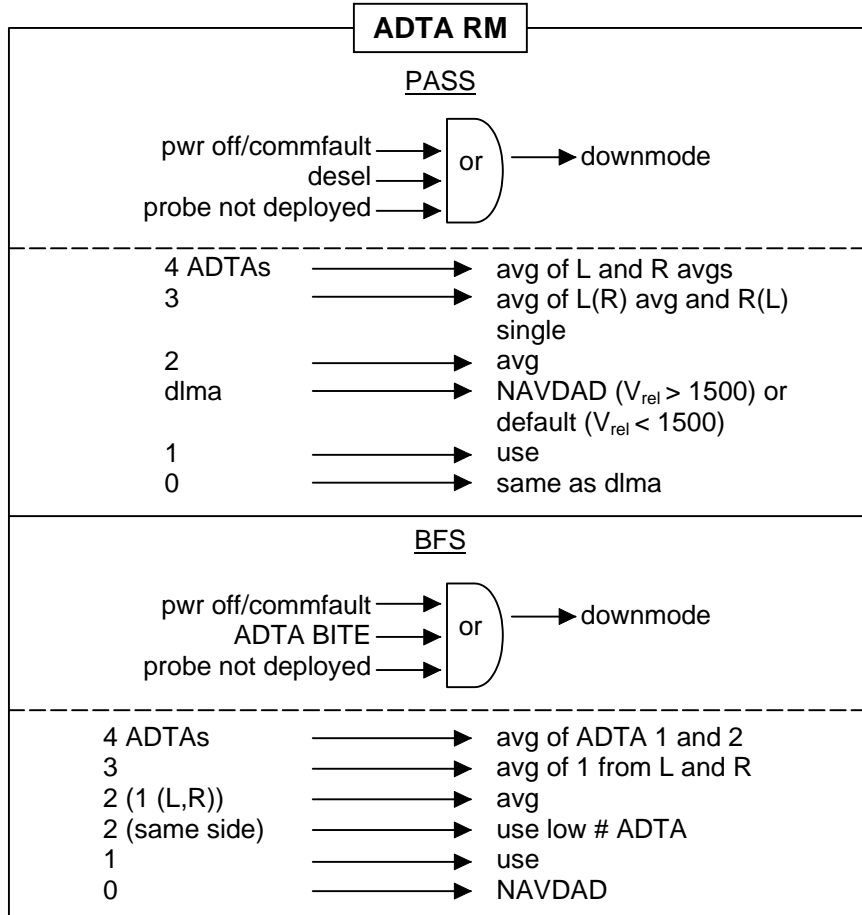 ADTA RM
PASS
pwr off/commfault
desel
probe not deployed
or
downmode
4 ADTAs avg of L and R avgs
3 avg of L(R) avg and R(L)
single
2 avg
dlma NAVDAD (Vrel > 1500) or
default (Vrel < 1500)
1 use
0 same as dlma
BFS
pwr off/commfault
ADTA BITE
probe not deployed
or
downmode
4 ADTAs avg of ADTA 1 and 2
3 avg of 1 from L and R
2 (1 (L,R)) avg
2 (same side) use low # ADTA
1 use
0 NAVDAD